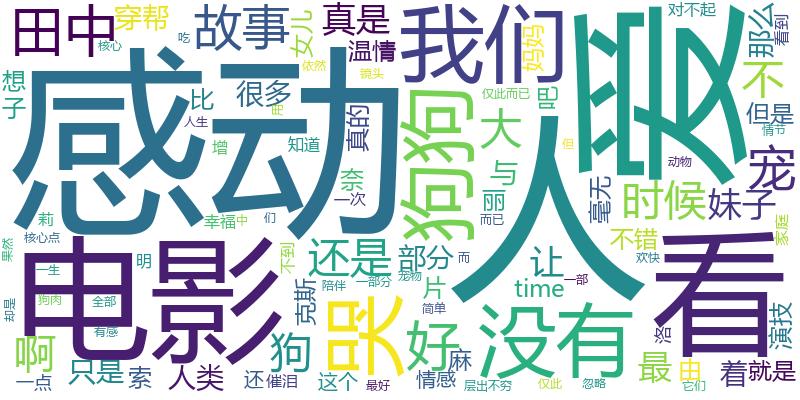 感动
爱
人
电影
看
我们
狗狗
哭
没有
田中
穿帮
故事
女儿
真是
温情
妈妈
对不起
看到
那么
不
但是
情节
宠
动物
核心
吃
依然
镜头
仅此而已
吧
想
子
比
很多
人生
增
用
知道
真的
大
与
但
丽
奈
一次
毫无
时候
妹子
莉
幸福
中
们
而已
不错
家庭
核心点
果然
明
不到
还是
部分
而
让
欢快
一生
陪伴
一部分
宠物
片
time
一部
却是
狗肉
全部
有感
克斯
简单
好
洛
演技
啊
一点
只是
索
人类
还
催泪
狗
这个
最好
情感
麻
层出不穷
仅此
忽略
最
由
它们
着
就是